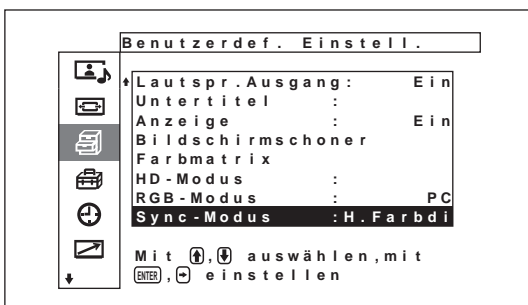 Benutzerdef. Einstell.
Lautspr.Ausgang: Ein
Untertitel :
Anzeige : Ein
Bildschirmschoner
Farbmatrix
HD-Modus :
RGB-Modus : PC
Sync-Modus :H.Farbdi
Mit , auswählen,mit
ENTER , einstellen